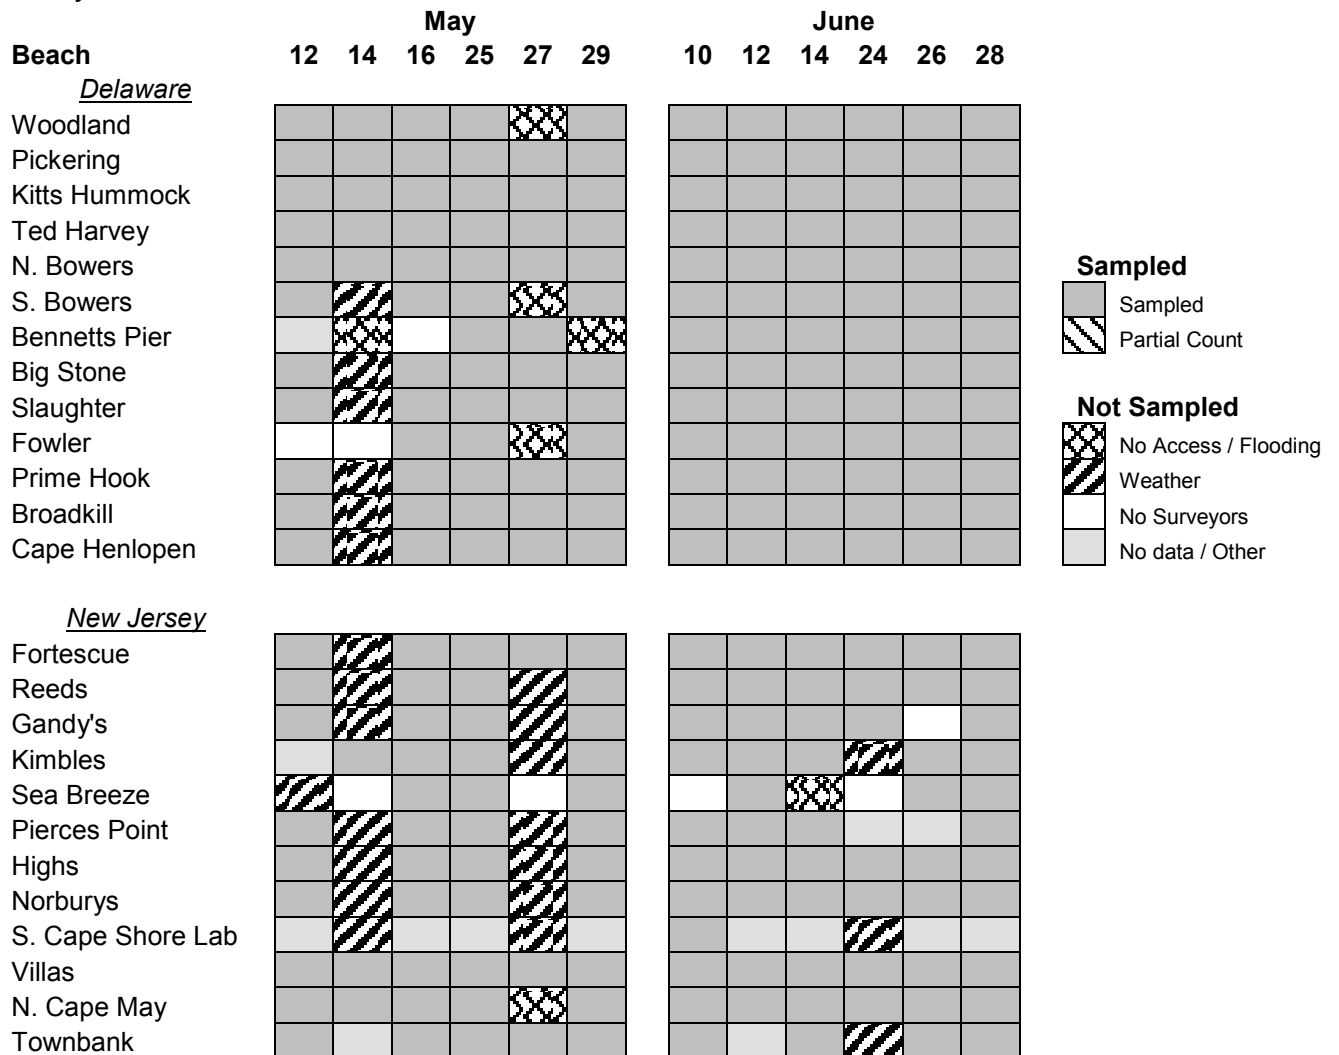 May June
Beach 12 14 16 25 27 29 10 12 14 24 26 28
Delaware
Woodland
Pickering
Kitts Hummock
Ted Harvey
N. Bowers
S. Bowers
Bennetts Pier
Big Stone
Slaughter
Fowler
Prime Hook
Broadkill
Cape Henlopen
Sampled
Sampled
Partial Count
Not Sampled
No Access / Flooding
Weather
No Surveyors
No data / Other
New Jersey
Fortescue
Reeds
Gandy's
Kimbles
Sea Breeze
Pierces Point
Highs
Norburys
S. Cape Shore Lab
Villas
N. Cape May
Townbank